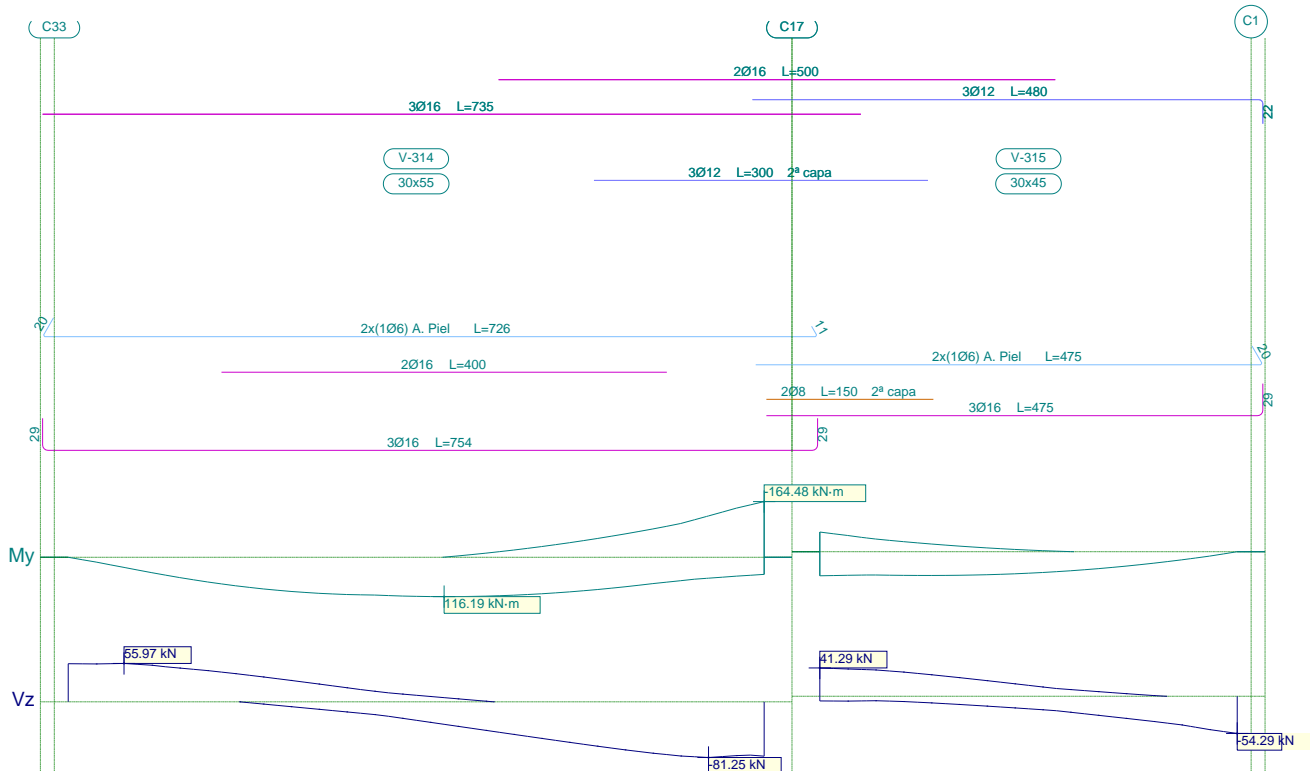 C33
C17
C1
2Ø16 L=500
3Ø12 L=480
22
3Ø16 L=735
V-314
30x55
V-315
30x45
3Ø12 L=300 2ª capa
20
2x(1Ø6) A. Piel L=726
11
2x(1Ø6) A. Piel L=475
20
2Ø16 L=400
2Ø8 L=150 2ª capa
3Ø16 L=475
29
29
3Ø16 L=754
29
-164.48 kN·m
My
116.19 kN·m
55.97 kN
41.29 kN
Vz
-54.29 kN
-81.25 kN